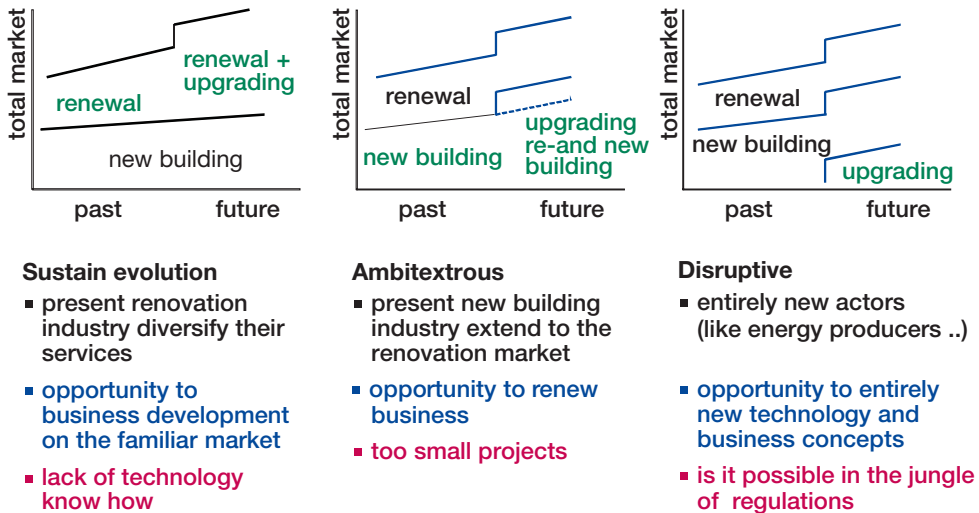 total market
renewal
renewal +
upgrading
new building
past future
total market
renewal
new building
upgrading
re-and new
building
past future
total market
renewal
new building
upgrading
past future
Sustain evolution
▪ present renovation
industry diversify their
services
▪ opportunity to
business development
on the familiar market
▪ lack of technology
know how
Ambitextrous
▪ present new building
industry extend to the
renovation market
▪ opportunity to renew
business
▪ too small projects
Disruptive
▪ entirely new actors
(like energy producers ..)
▪ opportunity to entirely
new technology and
business concepts
▪ is it possible in the jungle
of regulations